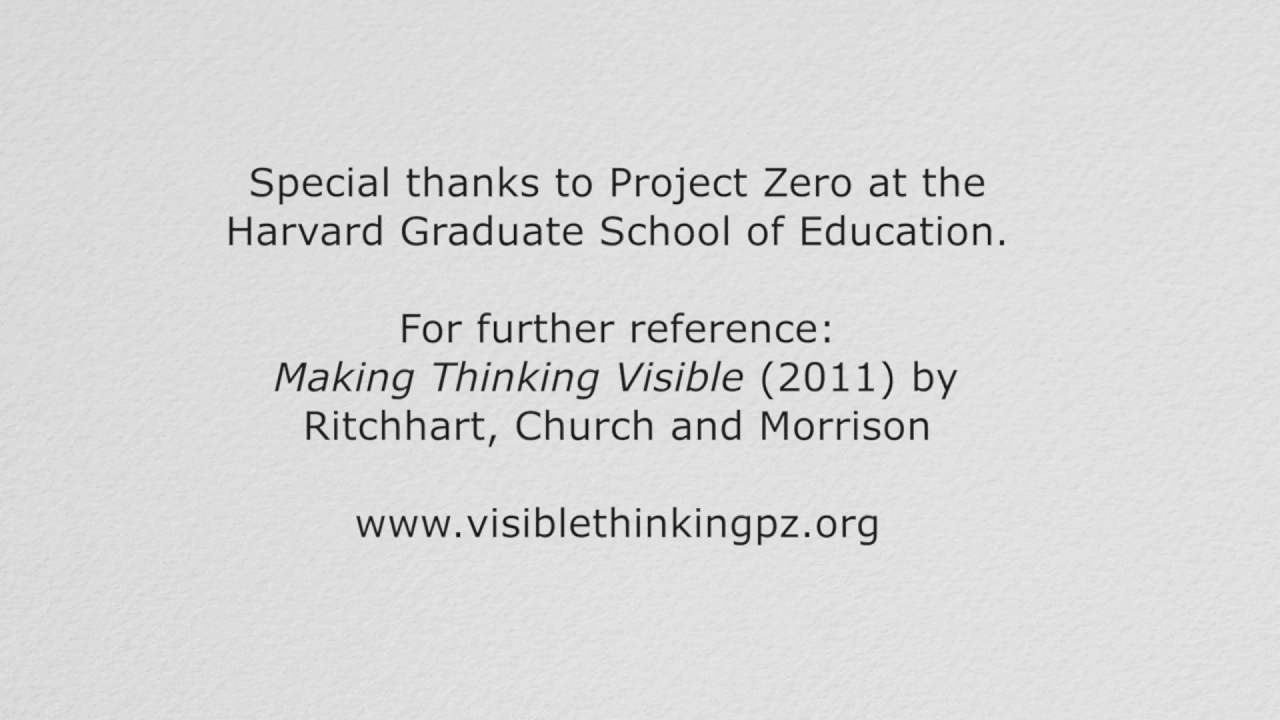 Special thanks to Project Zero at the
Harvard Graduate School of Education.
For further reference:
Making Thinking Visible (2011) by
Ritchhart, Church and Morrison
www.visiblethinkingpz.org